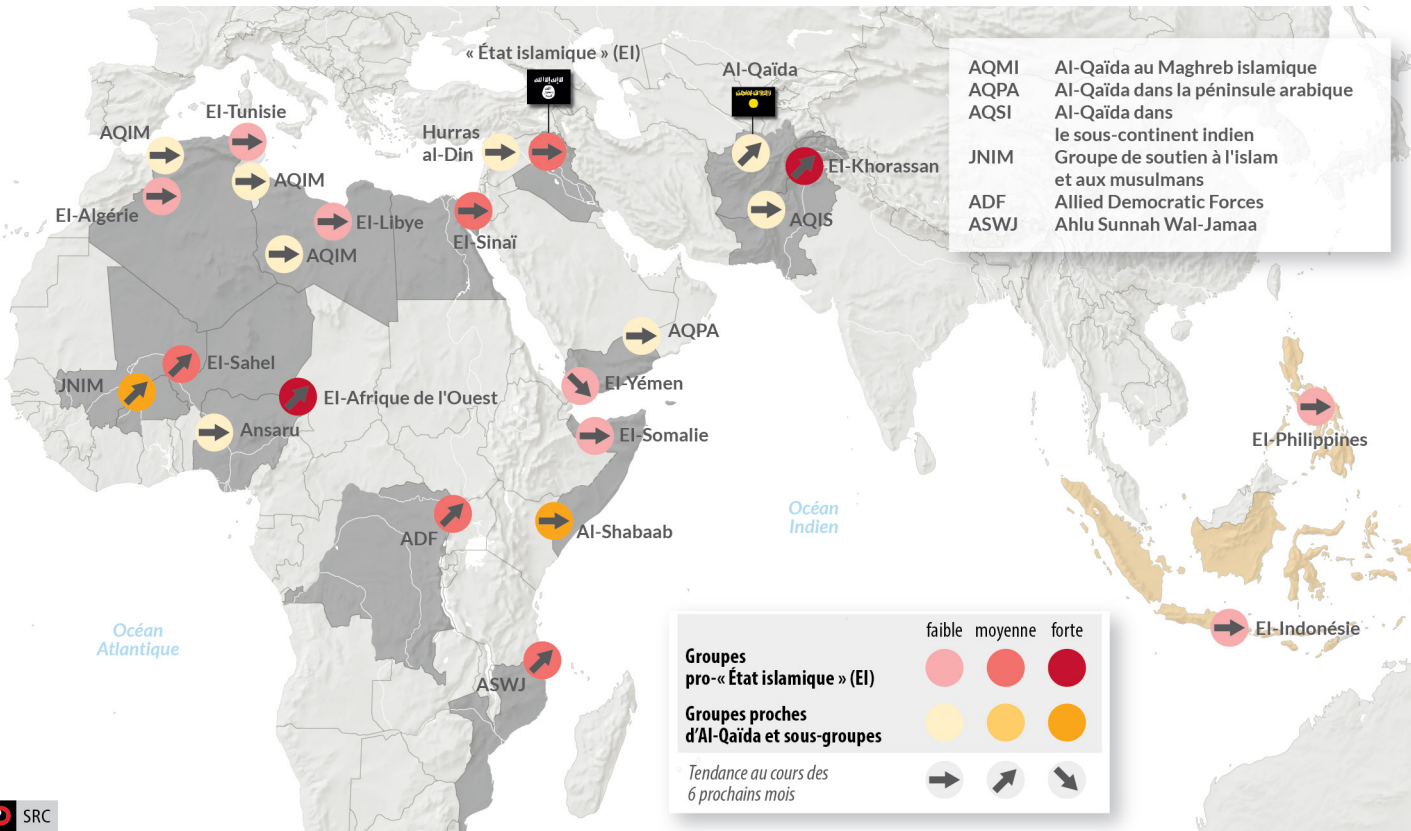 « État islamique » (EI)
Al-Qaïda
AQMI Al-Qaïda au Maghreb islamique
AQPA Al-Qaïda dans la péninsule arabique
AQSI Al-Qaïda dans
le sous-continent indien
JNIM Groupe de soutien à l'islam
et aux musulmans
ADF Allied Democratic Forces
ASWJ Ahlu Sunnah Wal-Jamaa
EI-Tunisie
AQIM
Hurras
al-Din
EI-Khorassan
AQIM
EI-Algérie
EI-Libye
AQIS
EI-Sinaï
AQIM
AQPA
EI-Sahel
JNIM
EI-Yémen
EI-Afrique de l'Ouest
Ansaru
EI-Somalie
EI-Philippines
Océan
Indien
Al-Shabaab
ADF
Océan
Atlantique
EI-Indonésie
ASWJ
faible moyenne forte
Groupes
pro-« État islamique » (EI)
Groupes proches
d'Al-Qaïda et sous-groupes
Tendance au cours des
6 prochains mois
SRC